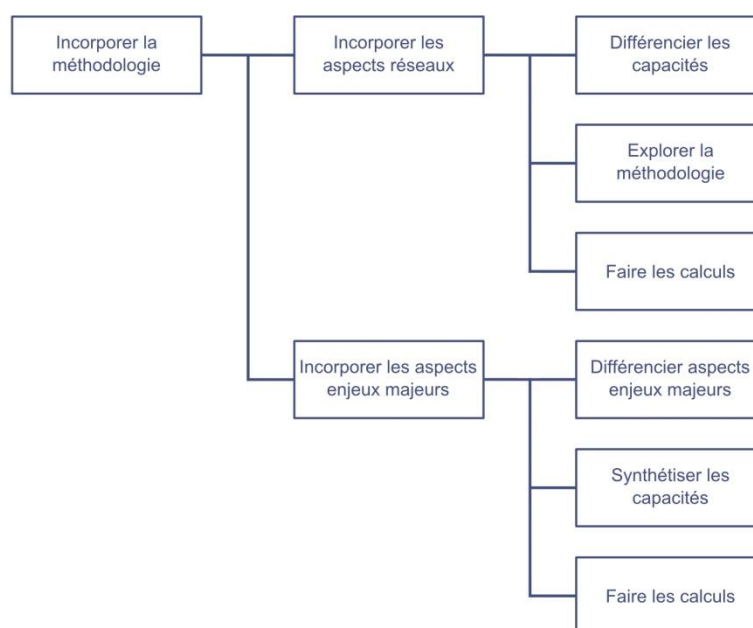 Incorporer la
méthodologie
Incorporer les
aspects réseaux
Différencier les
capacités
Explorer la
méthodologie
Faire les calculs
Incorporer les aspects
enjeux majeurs
Différencier aspects
enjeux majeurs
Synthétiser les
capacités
Faire les calculs